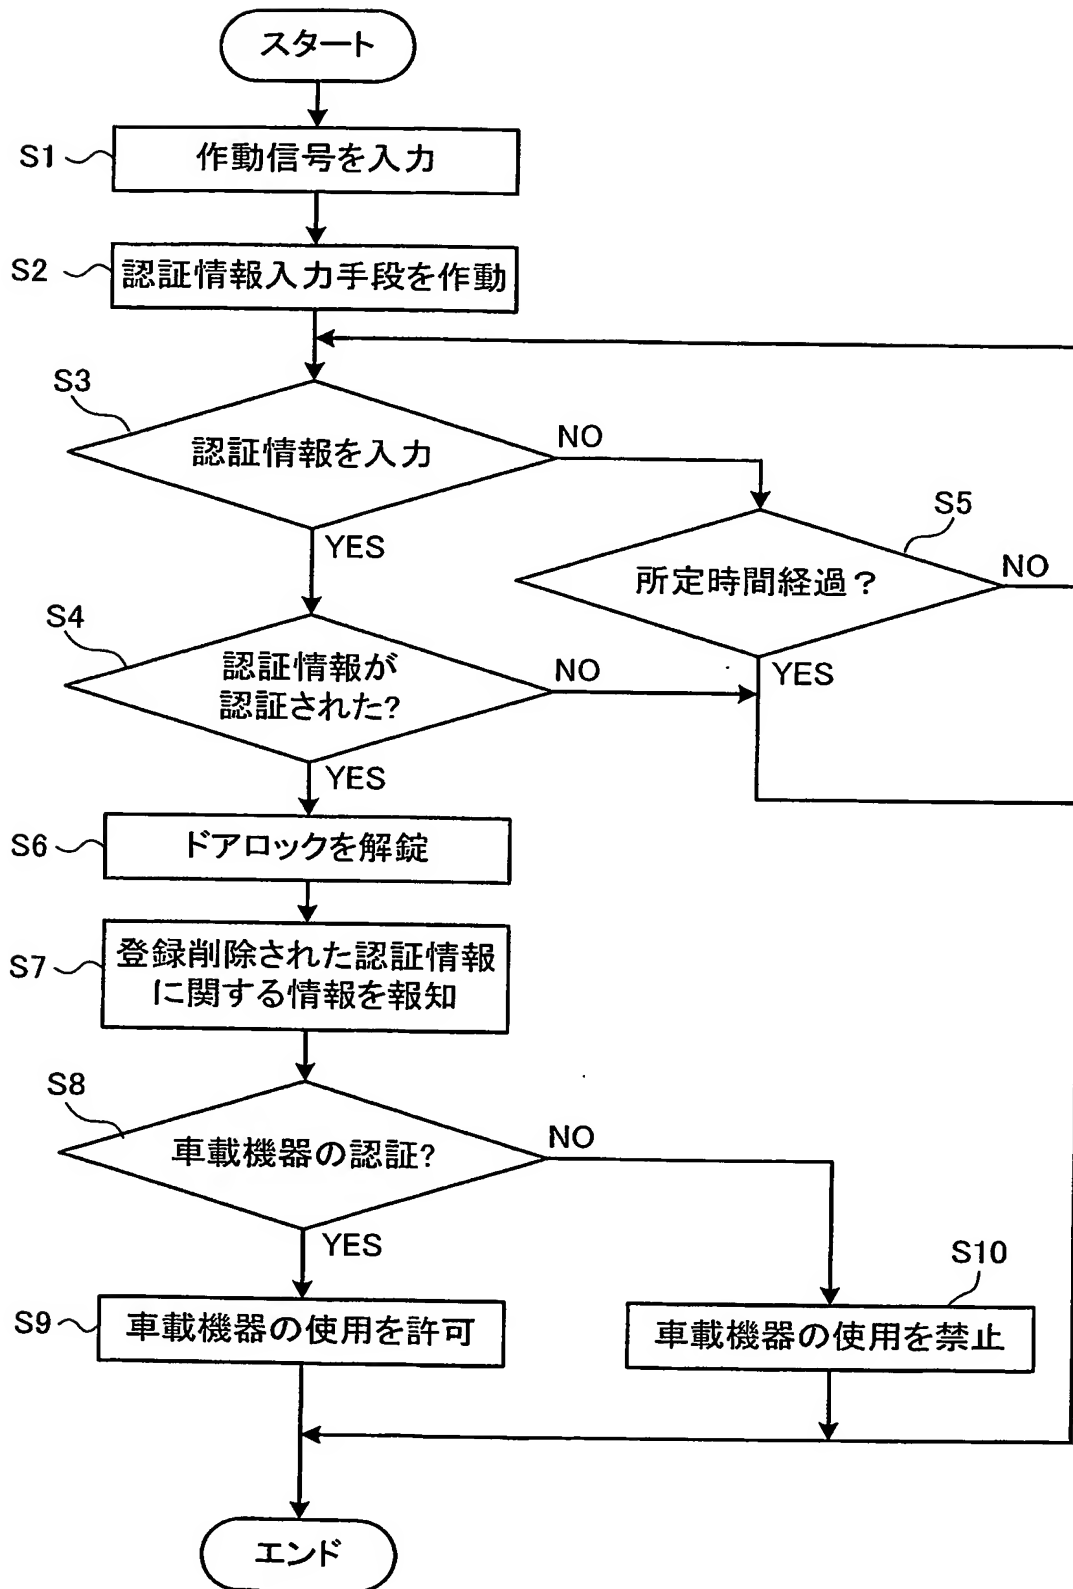 スタート
S1
作動信号を入力
S2
認証情報入力手段を作動
S3
認証情報を入力
NO
YES
S5
所定時間経過？
NO
YES
S4
認証情報が
認証された?
NO
YES
S6
ドアロックを解錠
S7
登録削除された認証情報
に関する情報を報知
S8
車載機器の認証?
NO
YES
S9
車載機器の使用を許可
S10
車載機器の使用を禁止
エンド